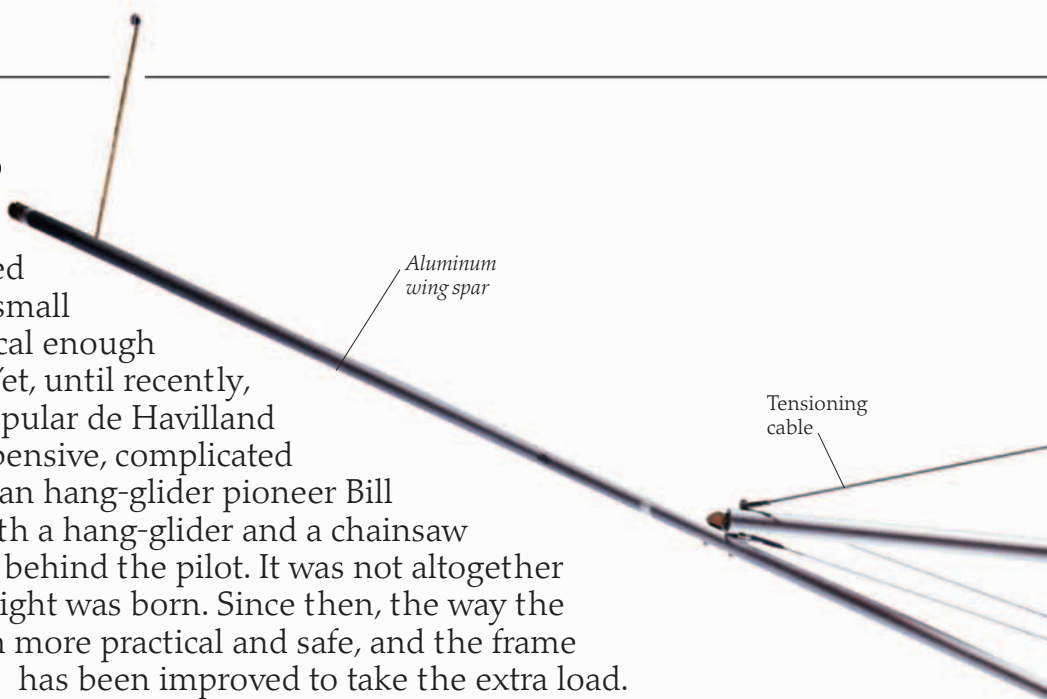 ed
small
cal enough
Yet, until recently,
pular de Havilland
pensive, complicated
an hang-glider pioneer Bill
th a hang-glider and a chainsaw
behind the pilot. It was not altogether
ight was born. Since then, the way the
n more practical and safe, and the frame
has been improved to take the extra load.
Aluminum
wing spar
Tensioning
cable